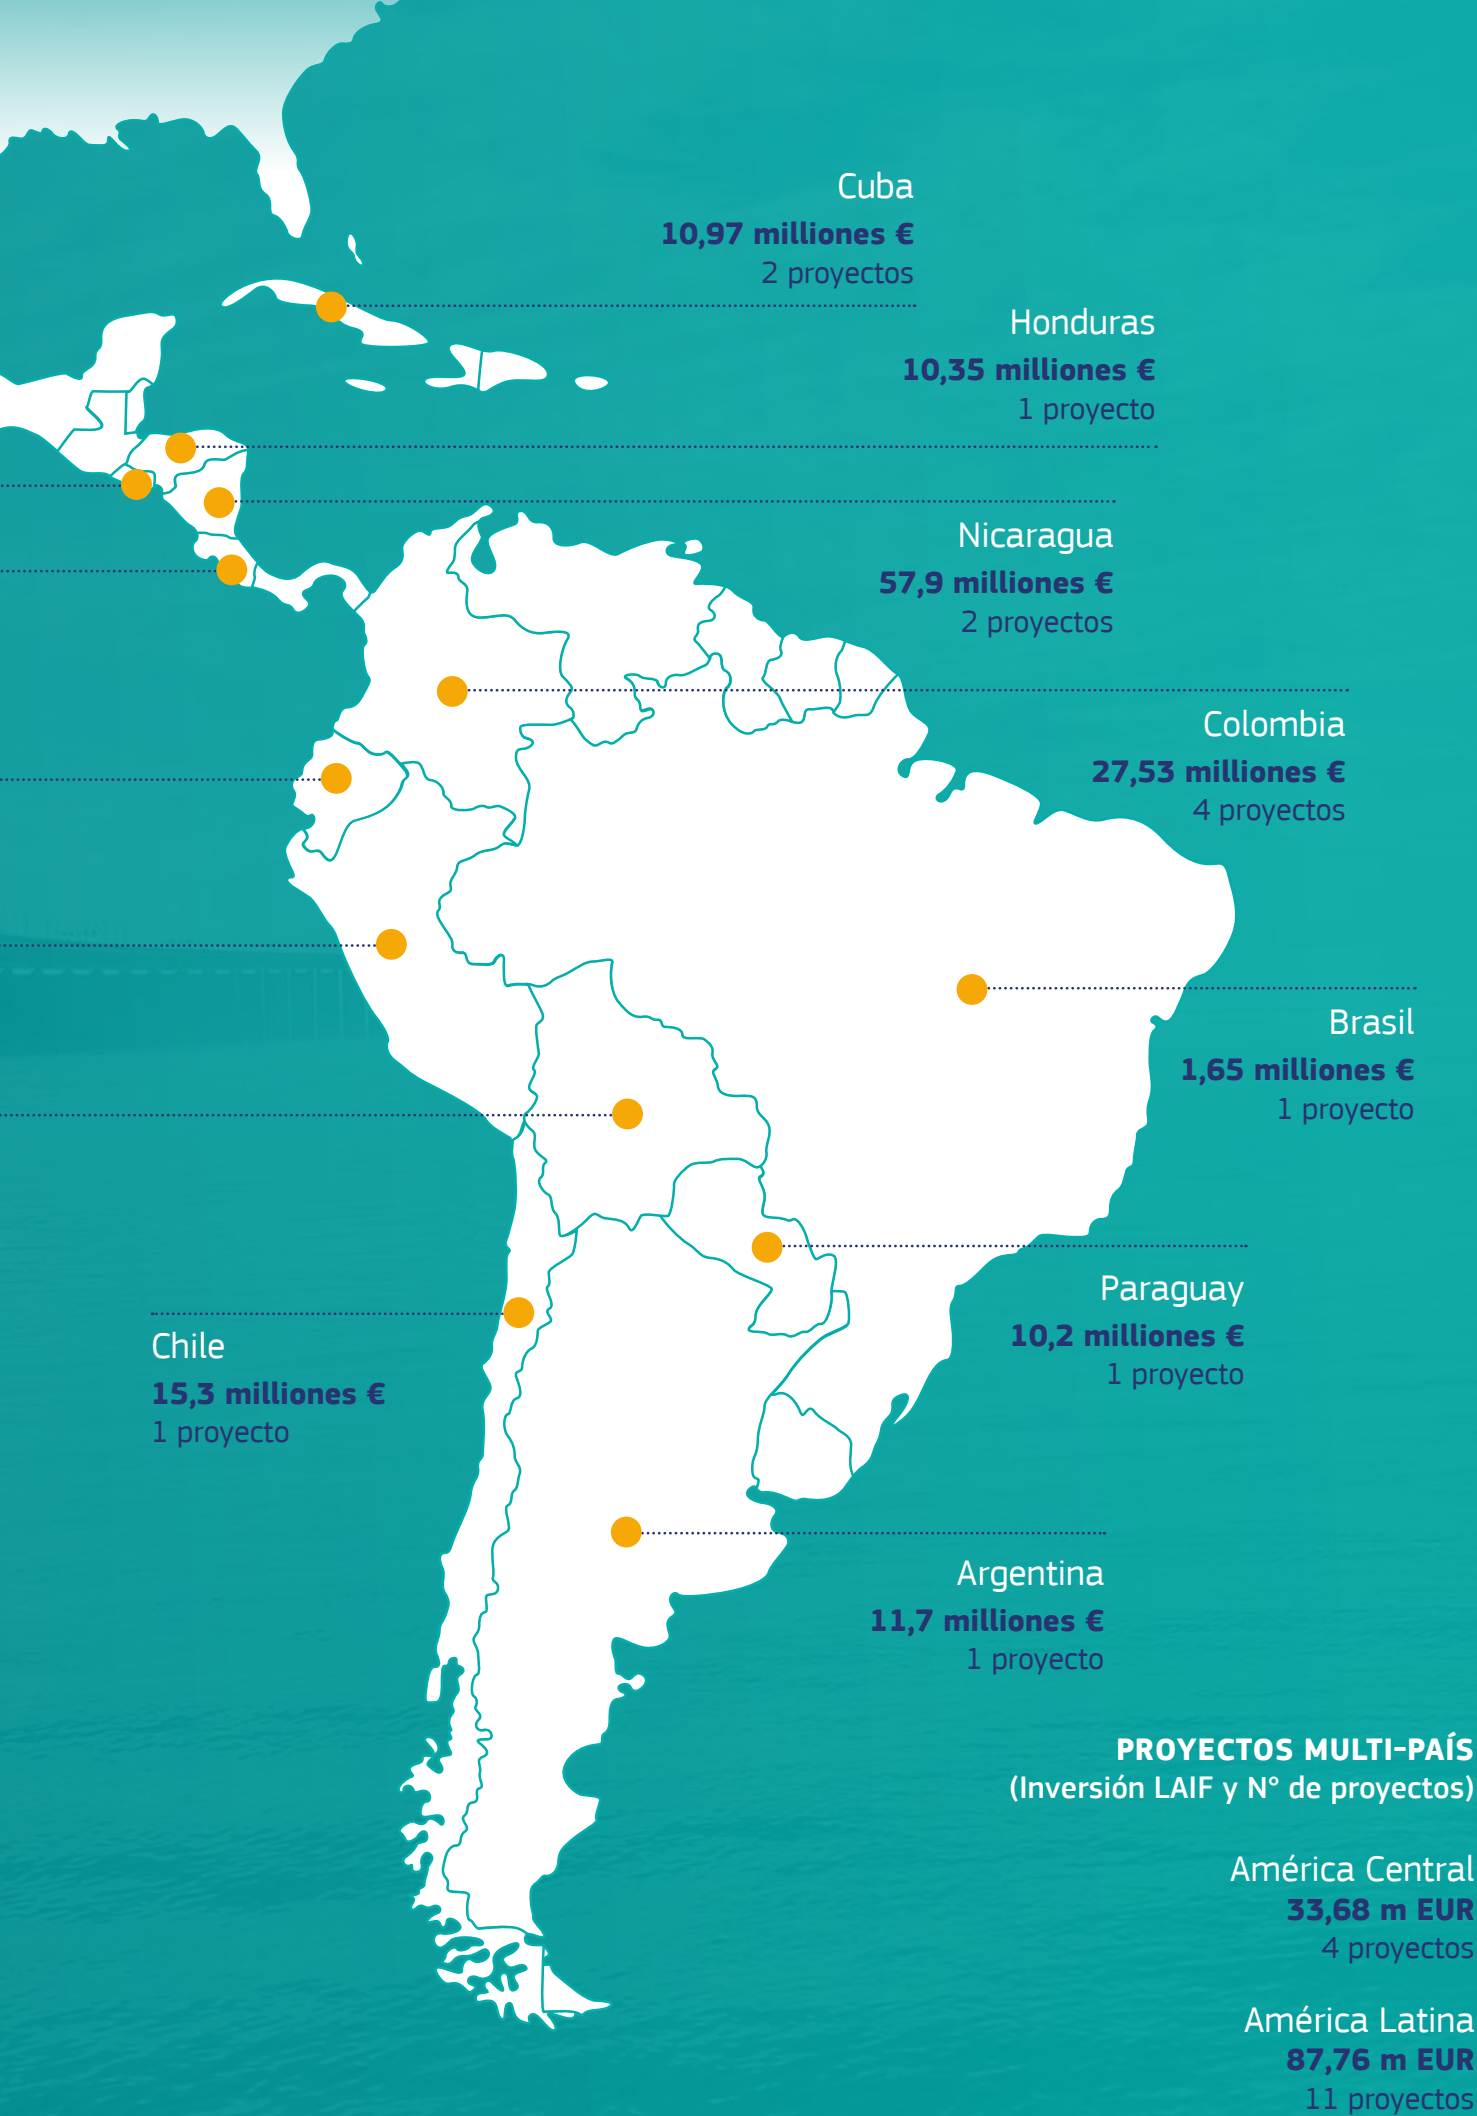 Cuba
10,97 milliones €
2 proyectos
Honduras
10,35 milliones €
1 proyecto
Nicaragua
57,9 milliones €
2 proyectos
Colombia
27,53 milliones €
4 proyectos
Brasil
1,65 milliones €
1 proyecto
Paraguay
10,2 milliones €
1 proyecto
Chile
15,3 milliones €
1 proyecto
Argentina
11,7 milliones €
1 proyecto
PROYECTOS MULTI-PAÍS
(Inversión LAIF y N° de proyectos)
América Central
33,68 m EUR
4 proyectos
América Latina
87,76 m EUR
11 proyectos